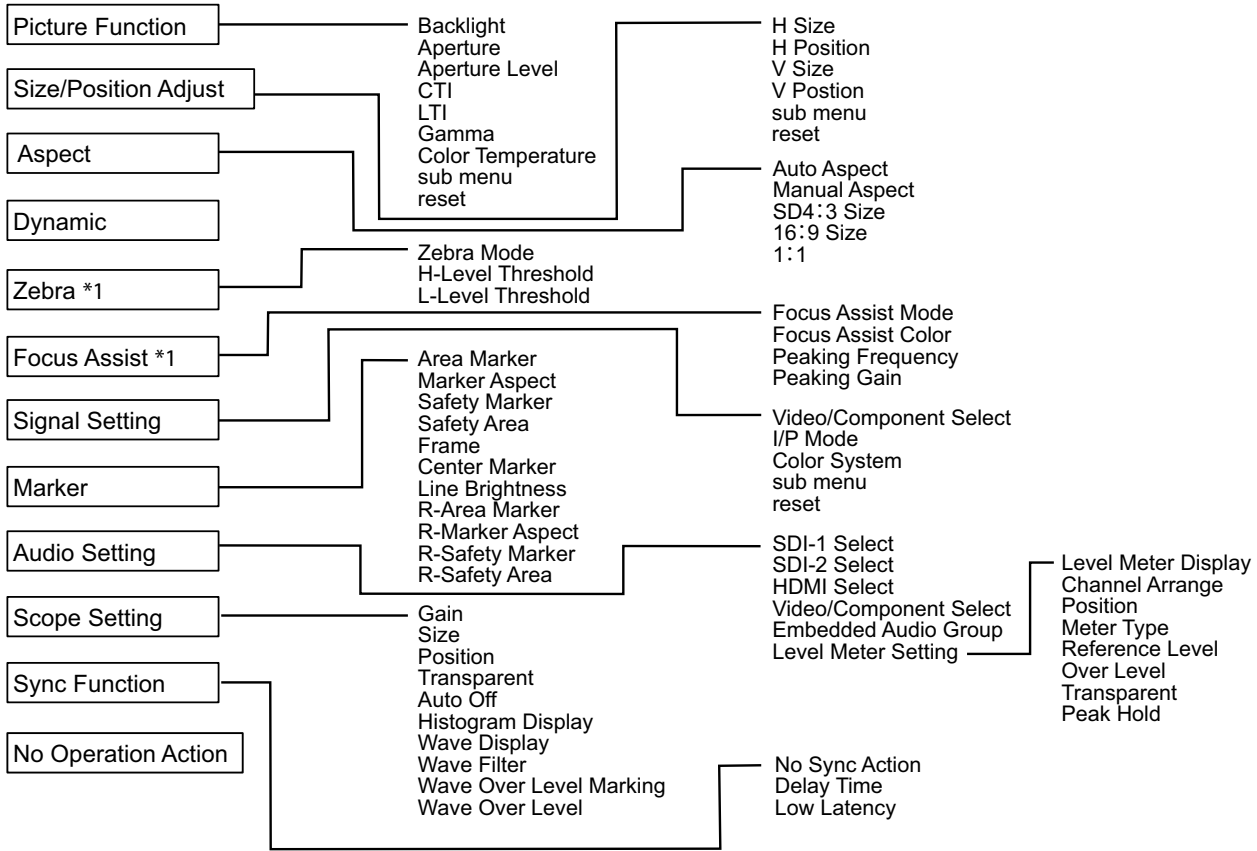 Picture Function
Backlight
Aperture
Aperture Level
CTI
LTI
Gamma
Color Temperature
sub menu
reset
Size/Position Adjust
H Size
H Position
V Size
V Postion
sub menu
reset
Aspect
Auto Aspect
Manual Aspect
SD4:3 Size
16:9 Size
1:1
Dynamic
Zebra *1
Zebra Mode
H-Level Threshold
L-Level Threshold
Focus Assist *1
Focus Assist Mode
Focus Assist Color
Peaking Frequency
Peaking Gain
Signal Setting
Video/Component Select
I/P Mode
Color System
sub menu
reset
Marker
Area Marker
Marker Aspect
Safety Marker
Safety Area
Frame
Center Marker
Line Brightness
R-Area Marker
R-Marker Aspect
R-Safety Marker
R-Safety Area
Audio Setting
SDI-1 Select
SDI-2 Select
HDMI Select
Video/Component Select
Embedded Audio Group
Level Meter Setting
Level Meter Display
Channel Arrange
Position
Meter Type
Reference Level
Over Level
Transparent
Peak Hold
Scope Setting
Gain
Size
Position
Transparent
Auto Off
Histogram Display
Wave Display
Wave Filter
Wave Over Level Marking
Wave Over Level
Sync Function
No Sync Action
Delay Time
Low Latency
No Operation Action